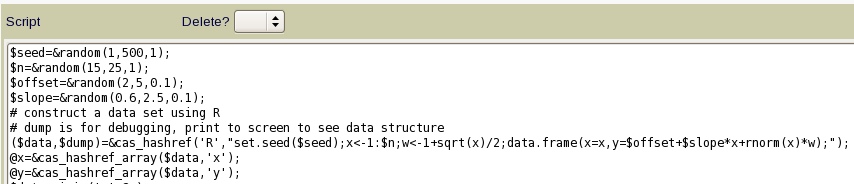 Script Delete?
$seed=&random(1,500,1);
$n=&random(15,25,1);
$offset=&random(2,5,0.1);
$slope=&random(0.6,2.5,0.1);
# construct a data set using R
# dump is for debugging, print to screen to see data structure
($data,$dump)=&cas_hashref('R',"set.seed($seed);x<-1:$n;w<-1+sqrt(x)/2;data.frame(x=x,y=$offset+$slope*x+rnorm(x)*w);");
@x=&cas_hashref_array($data,'x');
@y=&cas_hashref_array($data,'y');